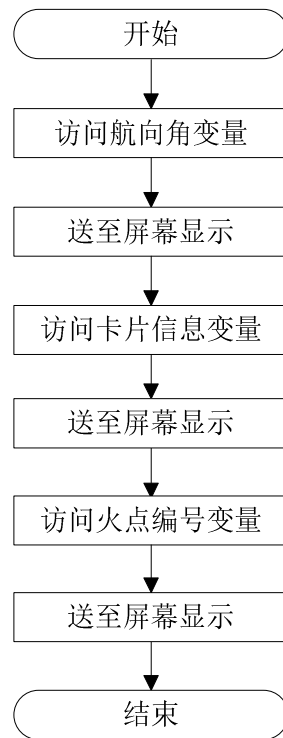 开始
访问航向角变量
送至屏幕显示
访问卡片信息变量
送至屏幕显示
访问火点编号变量
送至屏幕显示
结束